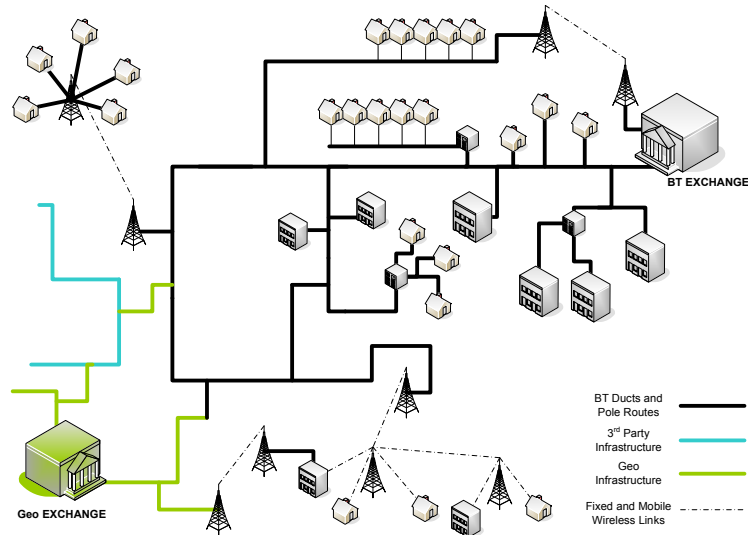 BT EXCHANGE
BT Ducts and
Pole Routes
3rd Party
Infrastructure
Geo
Infrastructure
Fixed and Mobile
Wireless Links
Geo EXCHANGE